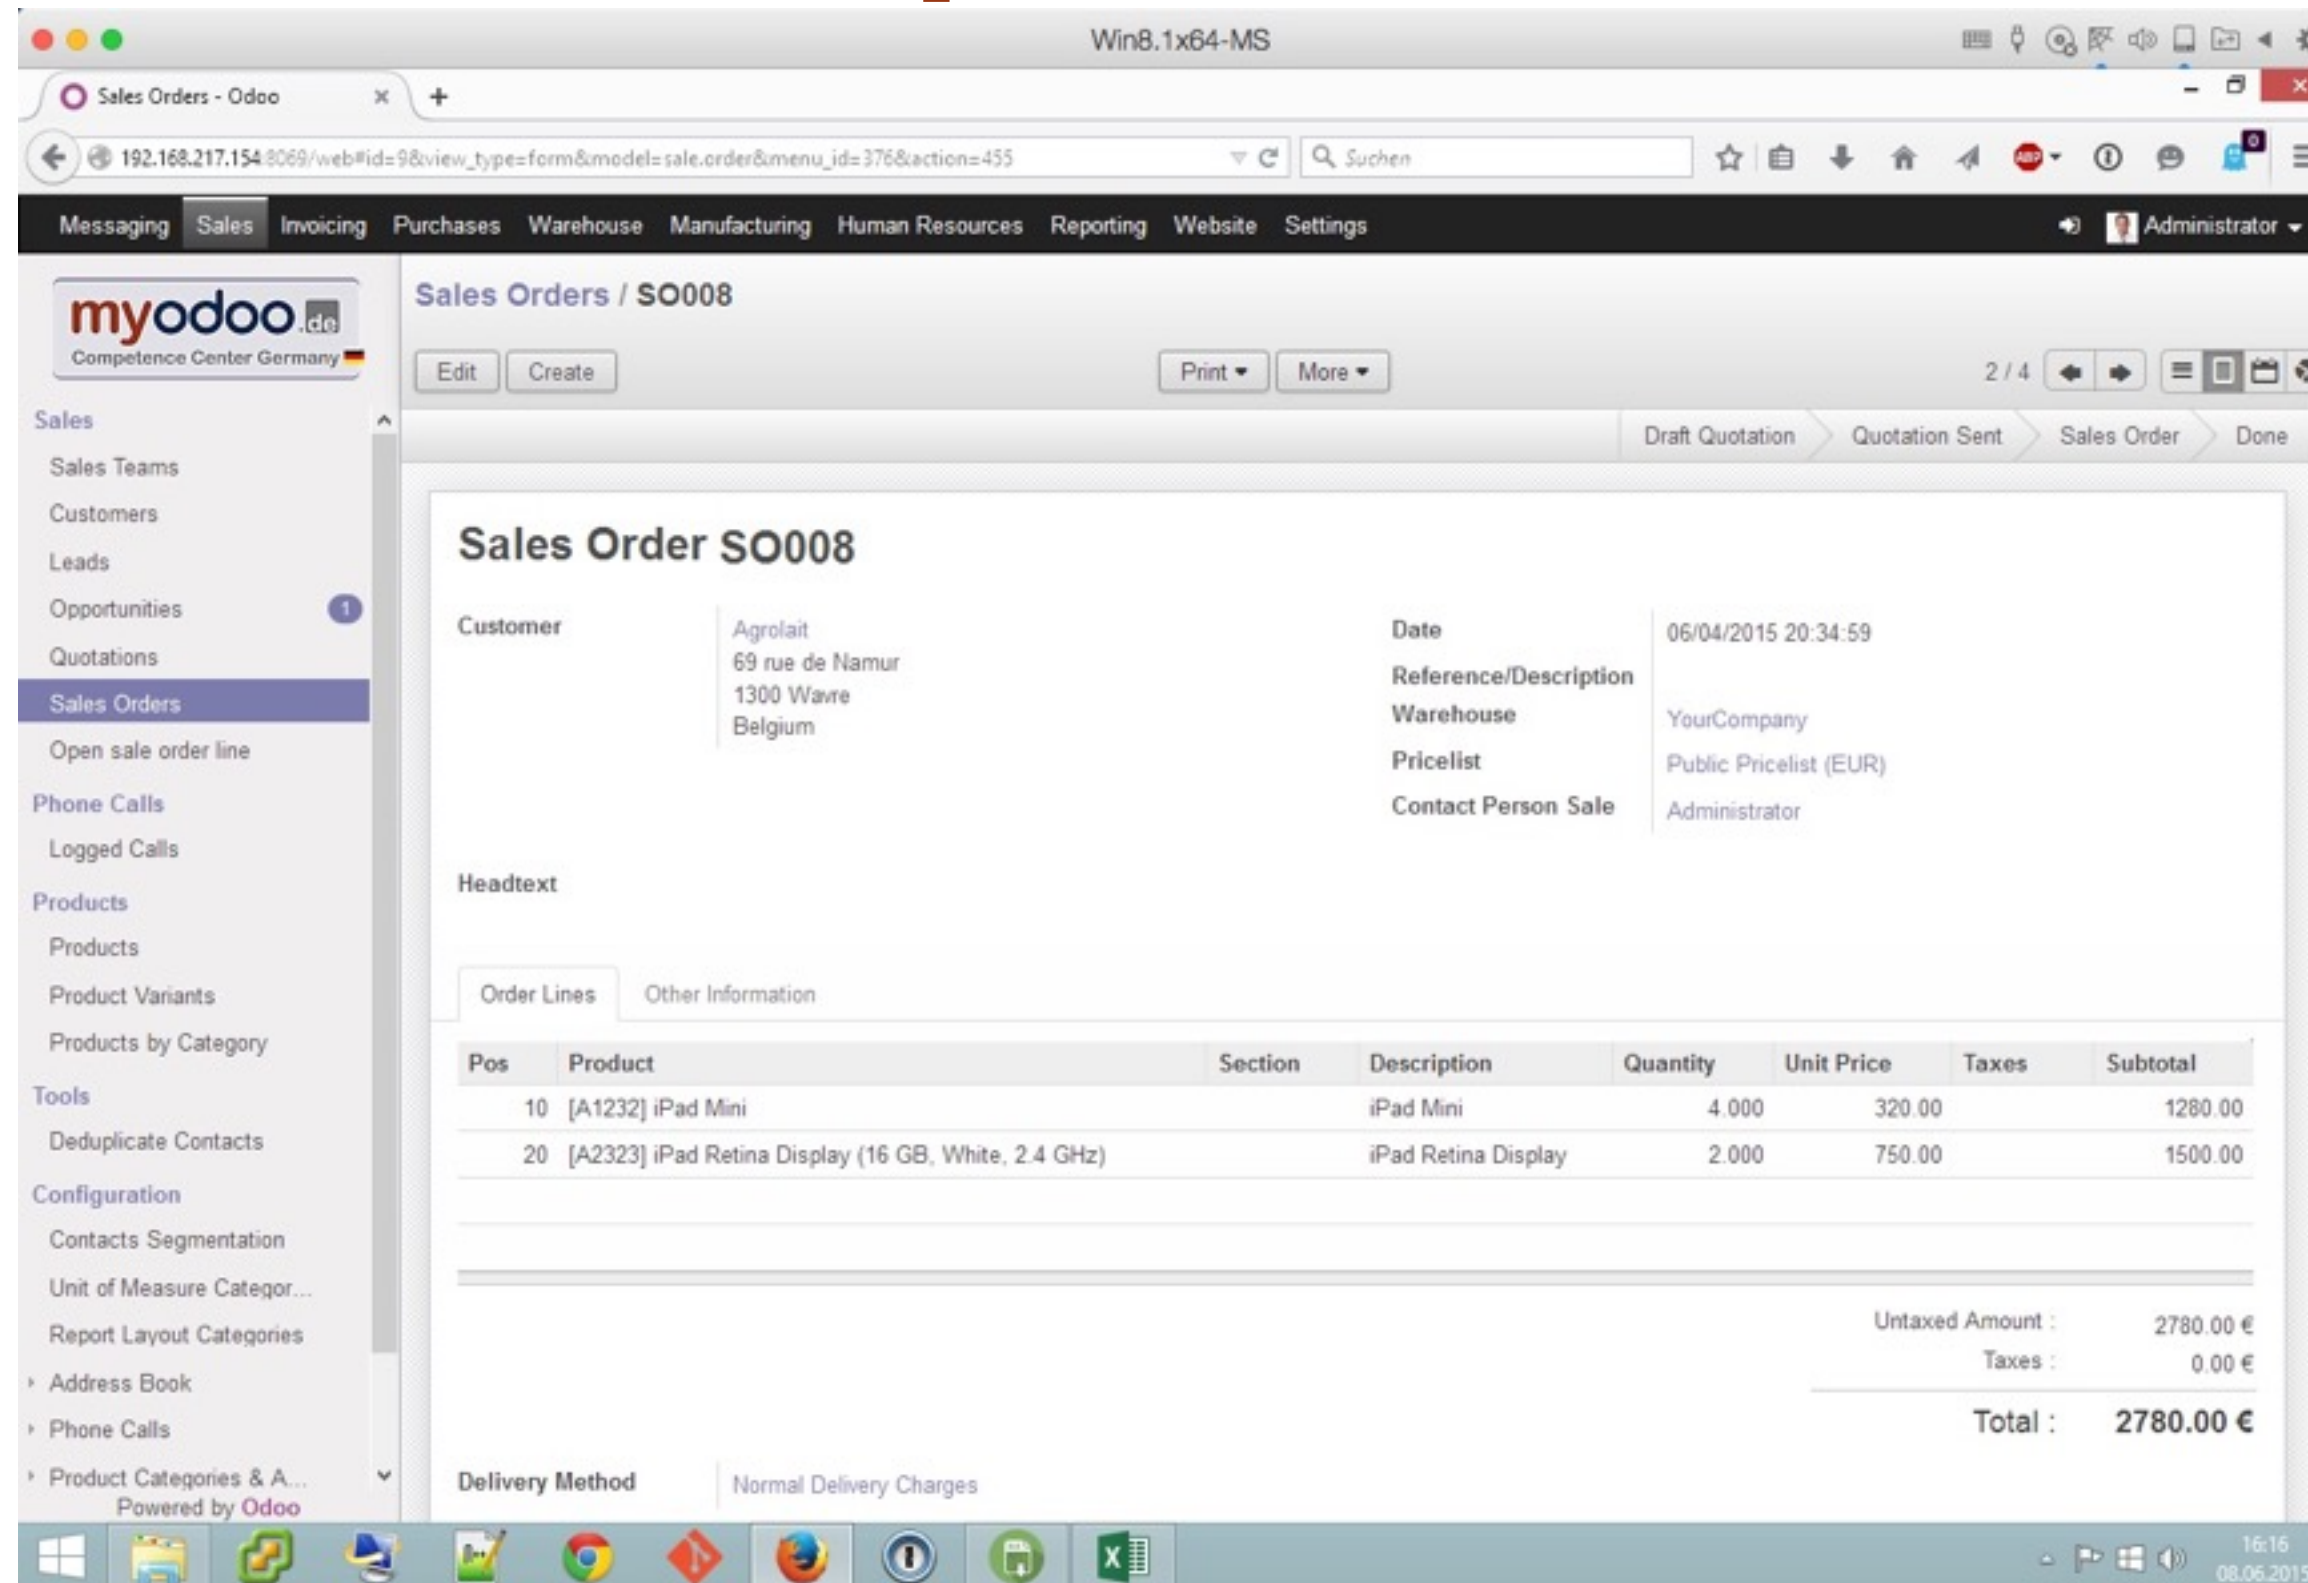 Win8.1x64-MS
Sales Orders - Odoo
192.168.217.154:8069/web#id=9&view_type=form&model=sale.order&menu_id=376&action=455
Suchen
ABP
0
Messaging Sales Invoicing Purchases Warehouse Manufacturing Human Resources Reporting Website Settings Administrator
myodoo.de
Competence Center Germany
Sales Orders / SO008
Edit Create Print More 2 / 4
Draft Quotation Quotation Sent Sales Order Done
Sales
Sales Teams
Customers
Leads
Opportunities 1
Quotations
Sales Orders
Open sale order line
Phone Calls
Logged Calls
Products
Products
Product Variants
Products by Category
Tools
Deduplicate Contacts
Configuration
Contacts Segmentation
Unit of Measure Categor...
Report Layout Categories
Address Book
Phone Calls
Product Categories & A...
Powered by Odoo
Sales Order SO008
Customer
Agrolait
69 rue de Namur
1300 Wavre
Belgium
Date 06/04/2015 20:34:59
Reference/Description
Warehouse YourCompany
Pricelist Public Pricelist (EUR)
Contact Person Sale Administrator
Headtext
Order Lines Other Information
Pos Product Section Description Quantity Unit Price Taxes Subtotal
10 [A1232] iPad Mini iPad Mini 4.000 320.00 1280.00
20 [A2323] iPad Retina Display (16 GB, White, 2.4 GHz) iPad Retina Display 2.000 750.00 1500.00
Untaxed Amount : 2780.00 €
Taxes : 0.00 €
Total : 2780.00 €
Delivery Method Normal Delivery Charges
16:16
08.06.2015